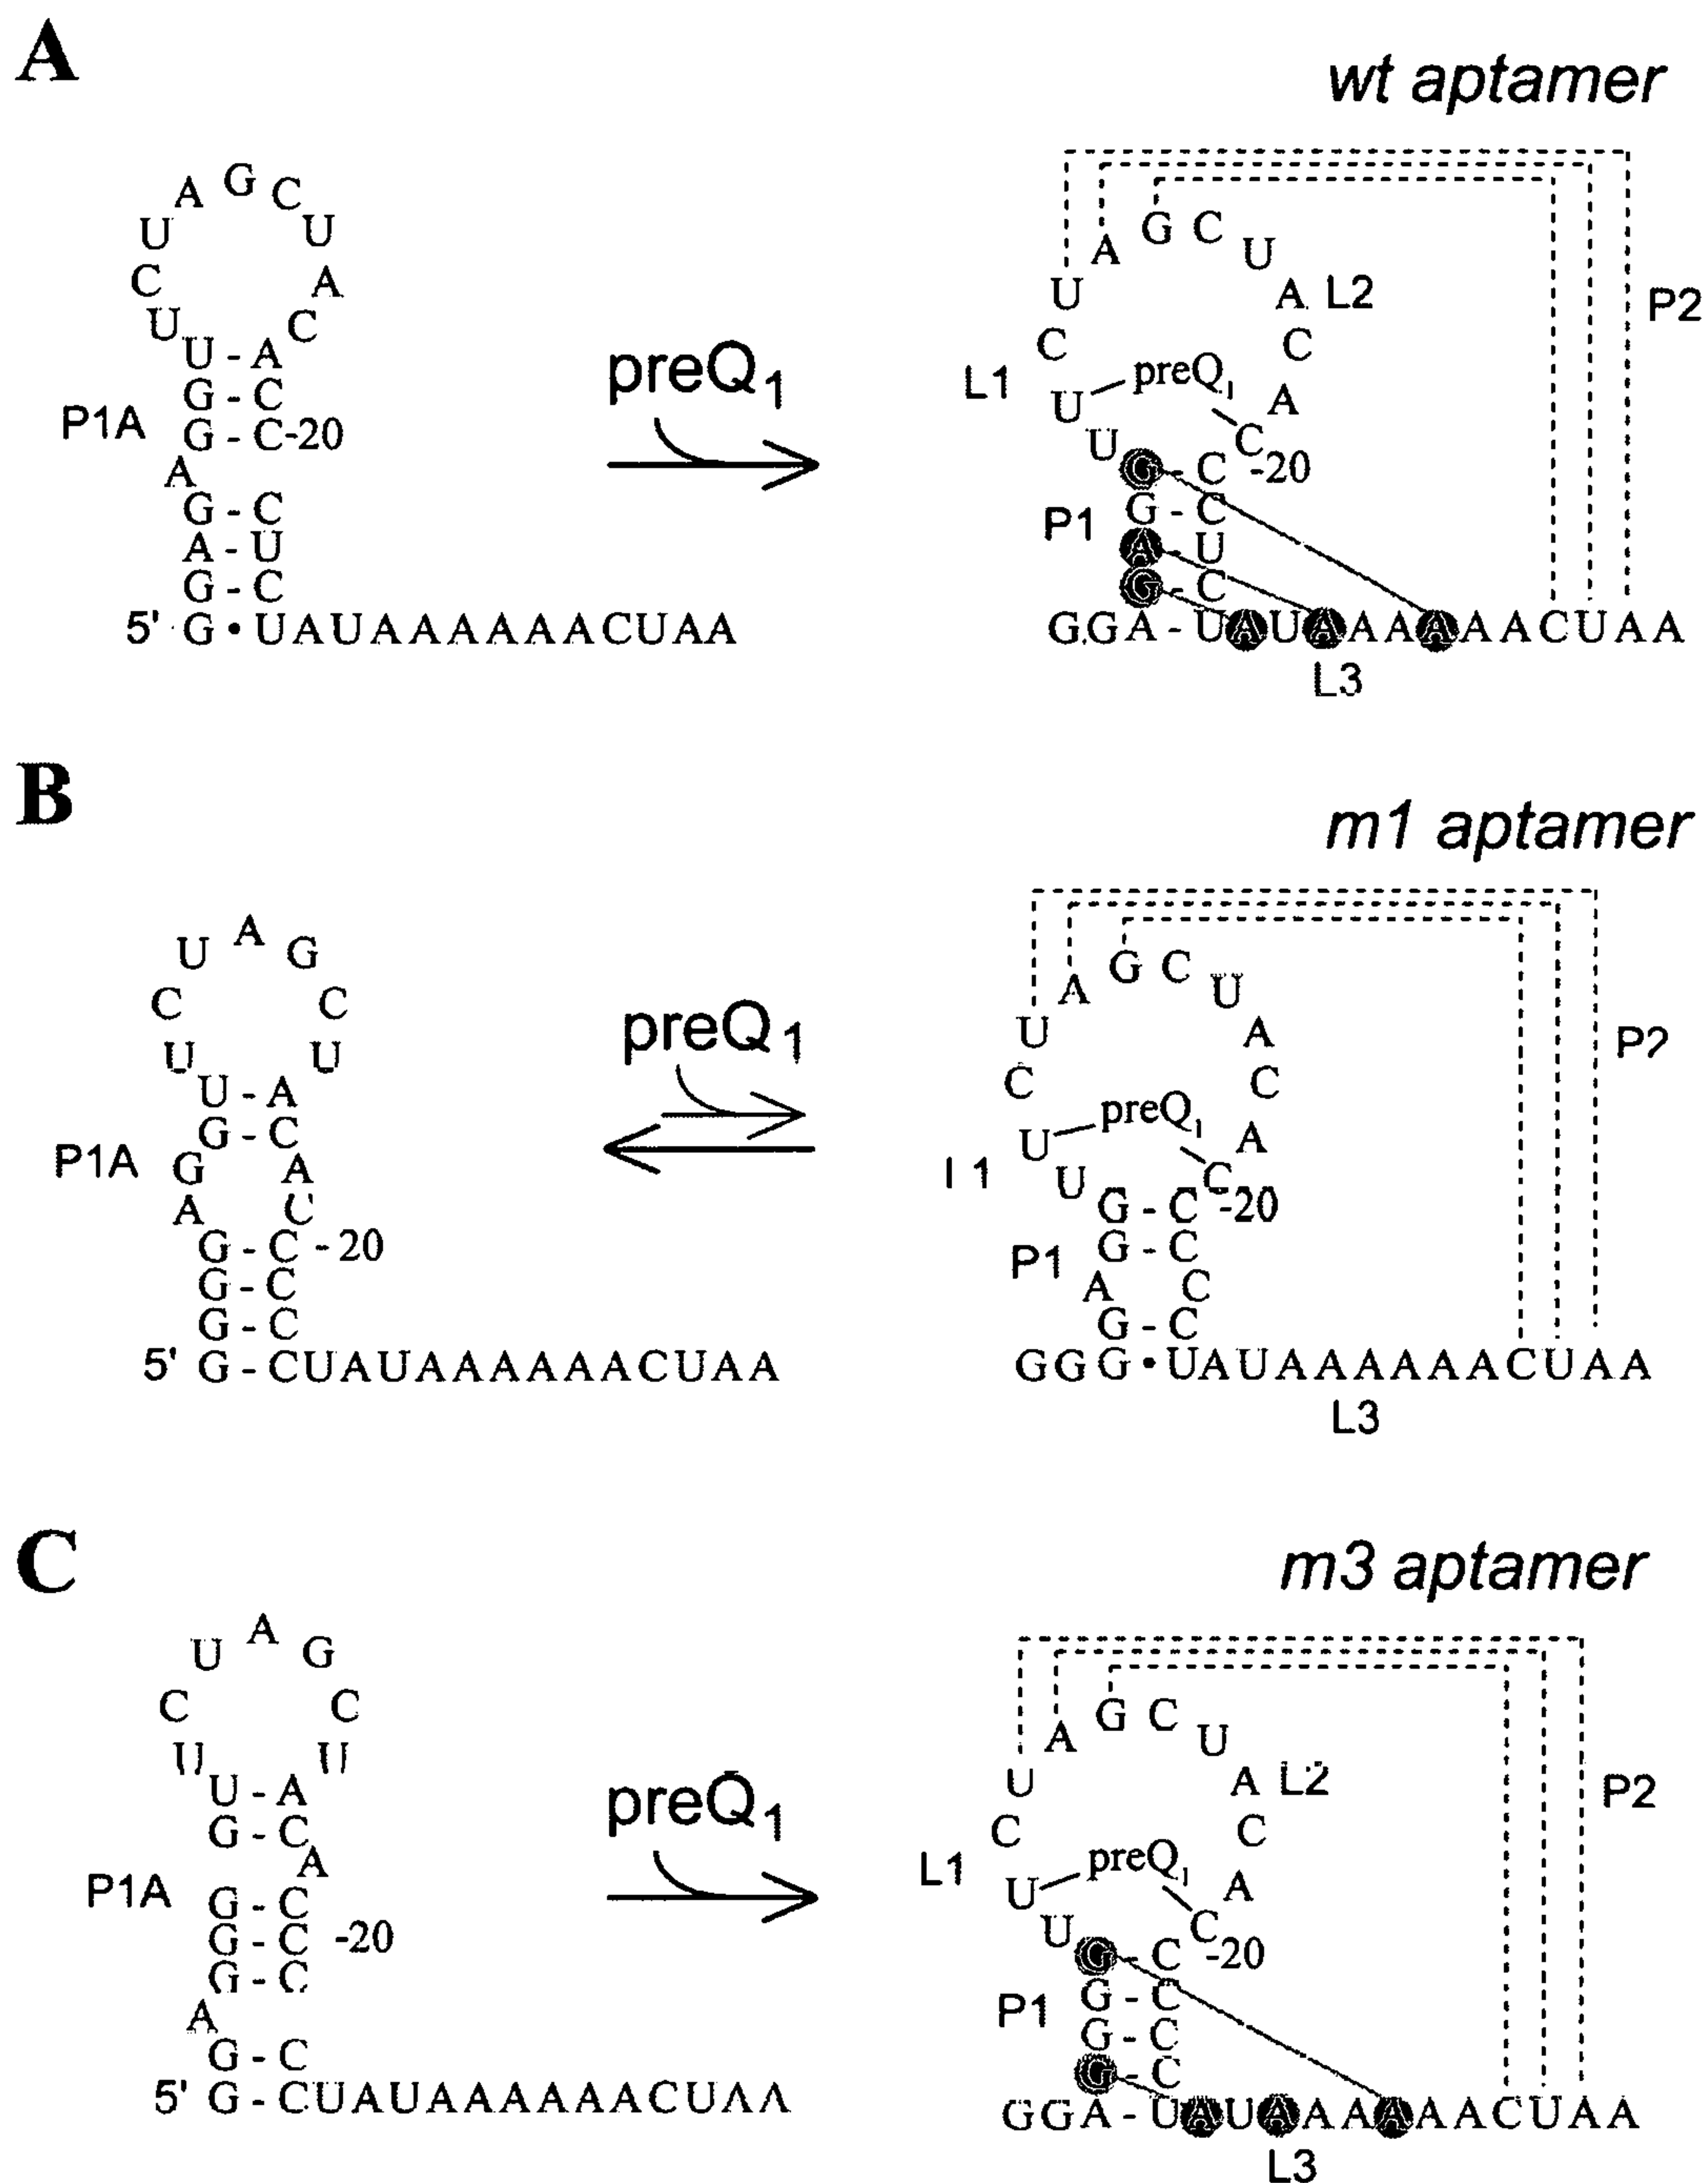 A
wt aptamer
A G C
U U
C A
U C
U - A
G - C
P1A G - C-20
A
G - C
A - U
G - C
5' G • UAUAAAAAACUAA
preQ1
A G C U
U A L2 P2
C C
L1 U preQ1 A
U C
G - C -20
P1 G - C
A - U
G - C
GGA - UAUAAAAAACUAA
L3
B
m1 aptamer
U A G
C C
U U
U - A
G - C
P1A G A
A C
G - C - 20
G - C
G - C
5' G - CUAUAAAAAACUAA
preQ1
A G C U
U A
C C
U preQ1 A
U C
G - C -20
P1 G - C
A C
G - C
GGG • UAUAAAAAACUAA
L3
C
m3 aptamer
U A G
C C
U U
U - A
G - C
A
P1A G - C
G - C -20
G - C
A
G - C
5' G - CUAUAAAAAACUAA
preQ1
A G C U
U A L2 P2
C C
L1 U preQ1 A
U C
G - C -20
P1 G - C
G - C
G - C
GGA - UAUAAAAAACUAA
L3